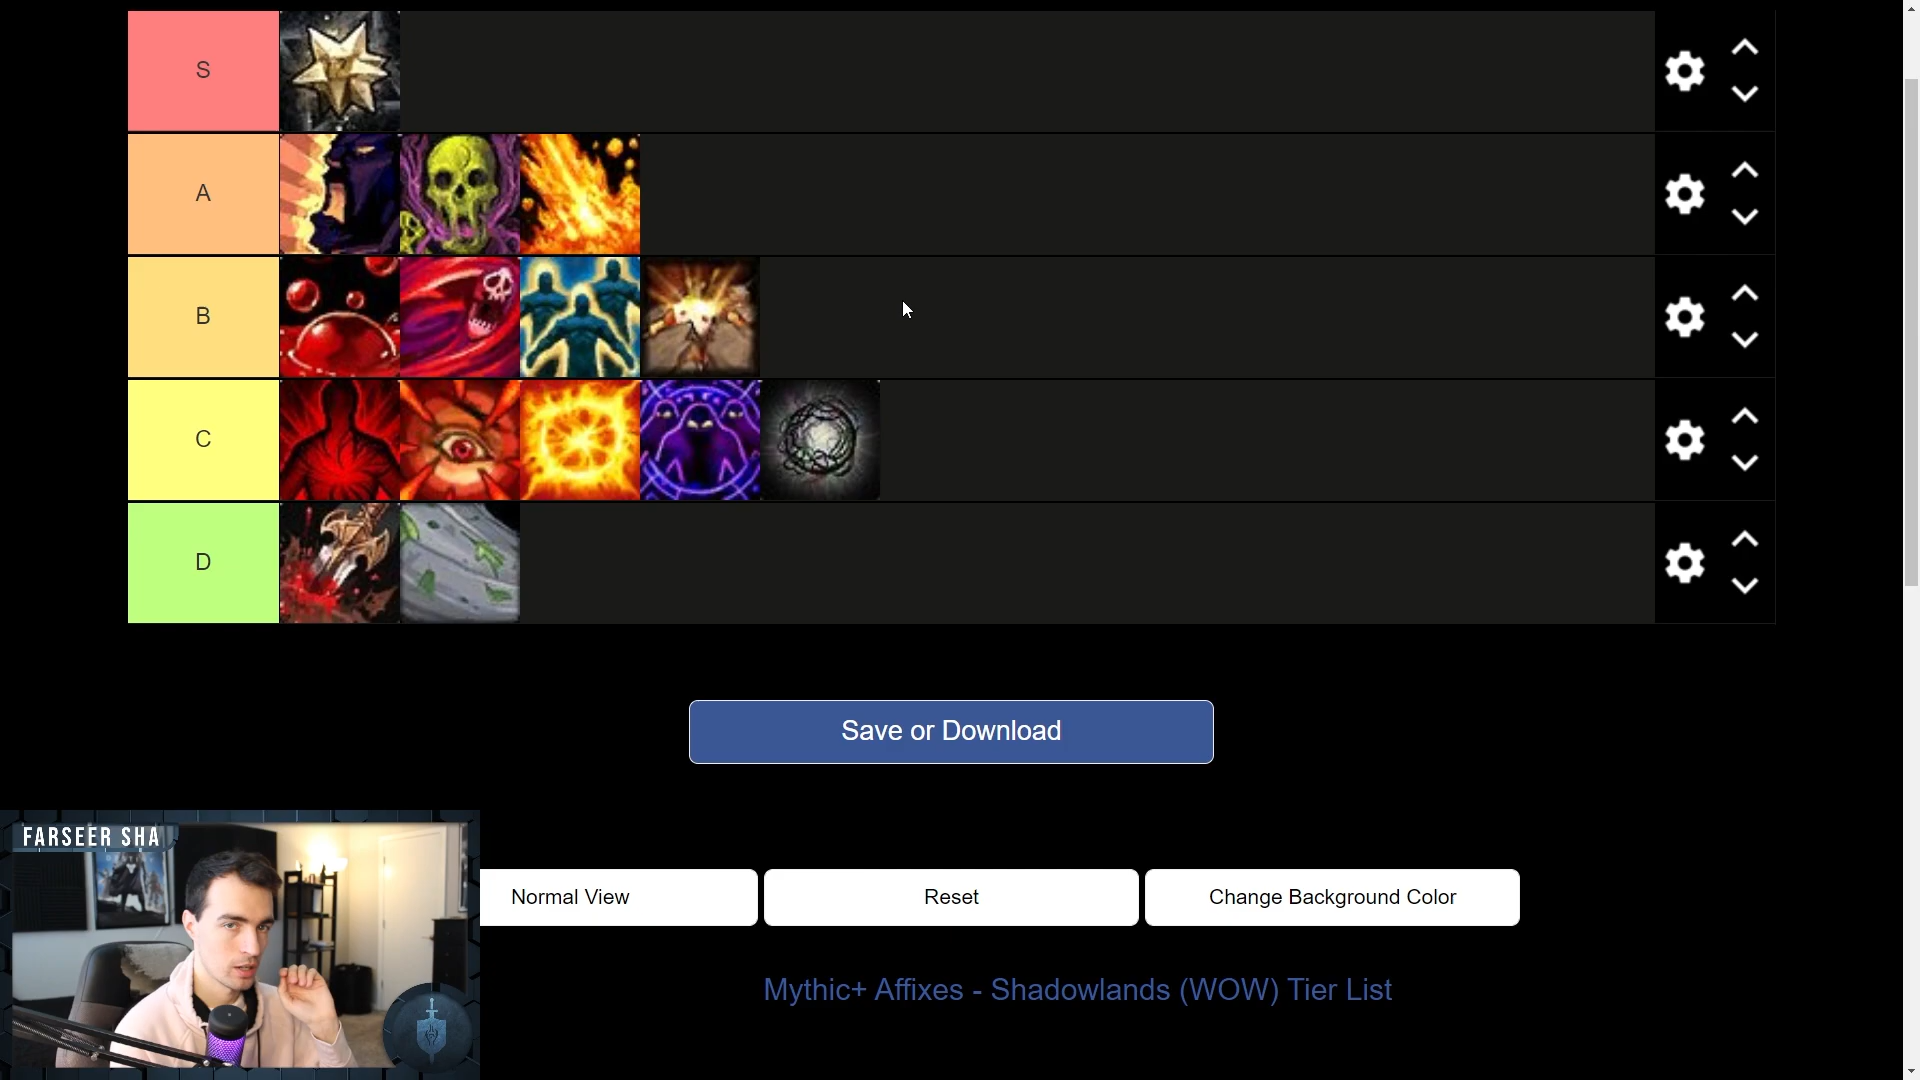 S
A
B
C
D
Save or Download
FARSEER SHA
Normal View
Reset
Change Background Color
Mythic+ Affixes - Shadowlands (WOW) Tier List